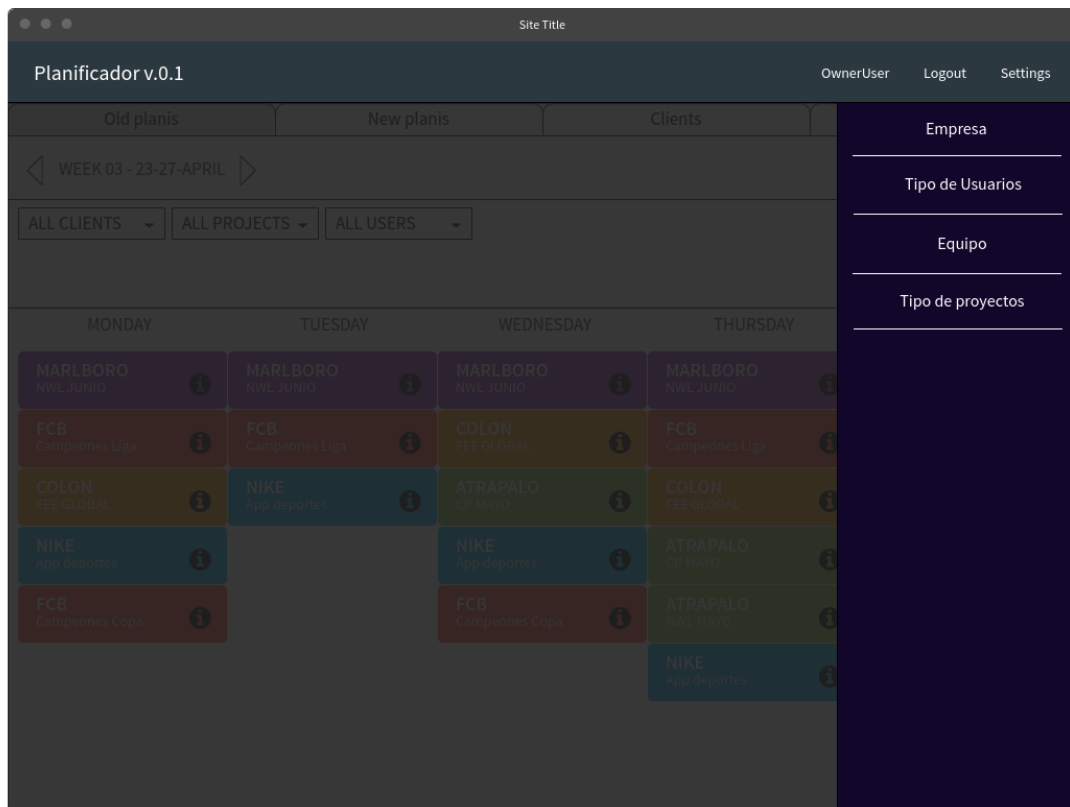 Site Title
Planificador v.0.1
OwnerUser Logout Settings
Old planis New planis Clients
WEEK 03 - 23-27-APRIL
ALL CLIENTS ALL PROJECTS ALL USERS
MONDAY TUESDAY WEDNESDAY THURSDAY
MARLBORO MARLBORO MARLBORO MARLBORO
NWL JUNIO NWL JUNIO NWL JUNIO NWL JUNIO
FCB FCB COLON FCB
Campeones Liga Campeones Liga FEE GLOBAL Campeones Liga
COLON NIKE ATRAPALO COLON
FEE GLOBAL App deportes CP MAYO FEE GLOBAL
NIKE NIKE ATRAPALO
App deportes App deportes CP MAYO
FCB FCB ATRAPALO
Campeones Copa Campeones Copa NWL MAYO
NIKE
App deportes
Empresa
Tipo de Usuarios
Equipo
Tipo de proyectos